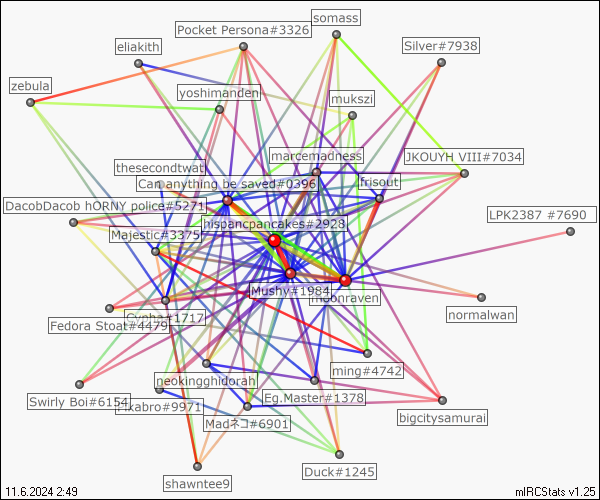 somass
Pocket Persona#3326
eliakith
Silver#7938
zebula
yoshimanden
mukszi
marcemadness
JKOUYH VIII#7034
thesecondtwat
Can anything be saved#0396
frisout
DacobDacob hORNY police#5271
LPK2387 #7690
hispancpancakes#2928
Majestic#3375
Mushy#1984
moonraven
normalwan
Cypha#1717
Fedora Stoat#4479
ming#4742
neokingghidorah
Eg.Master#1378
Swirly Boi#6154
Pixabro#9971
bigcitysamurai
Madネコ#6901
Duck#1245
shawntee9
11.6.2024 2:49
mIRCStats v1.25